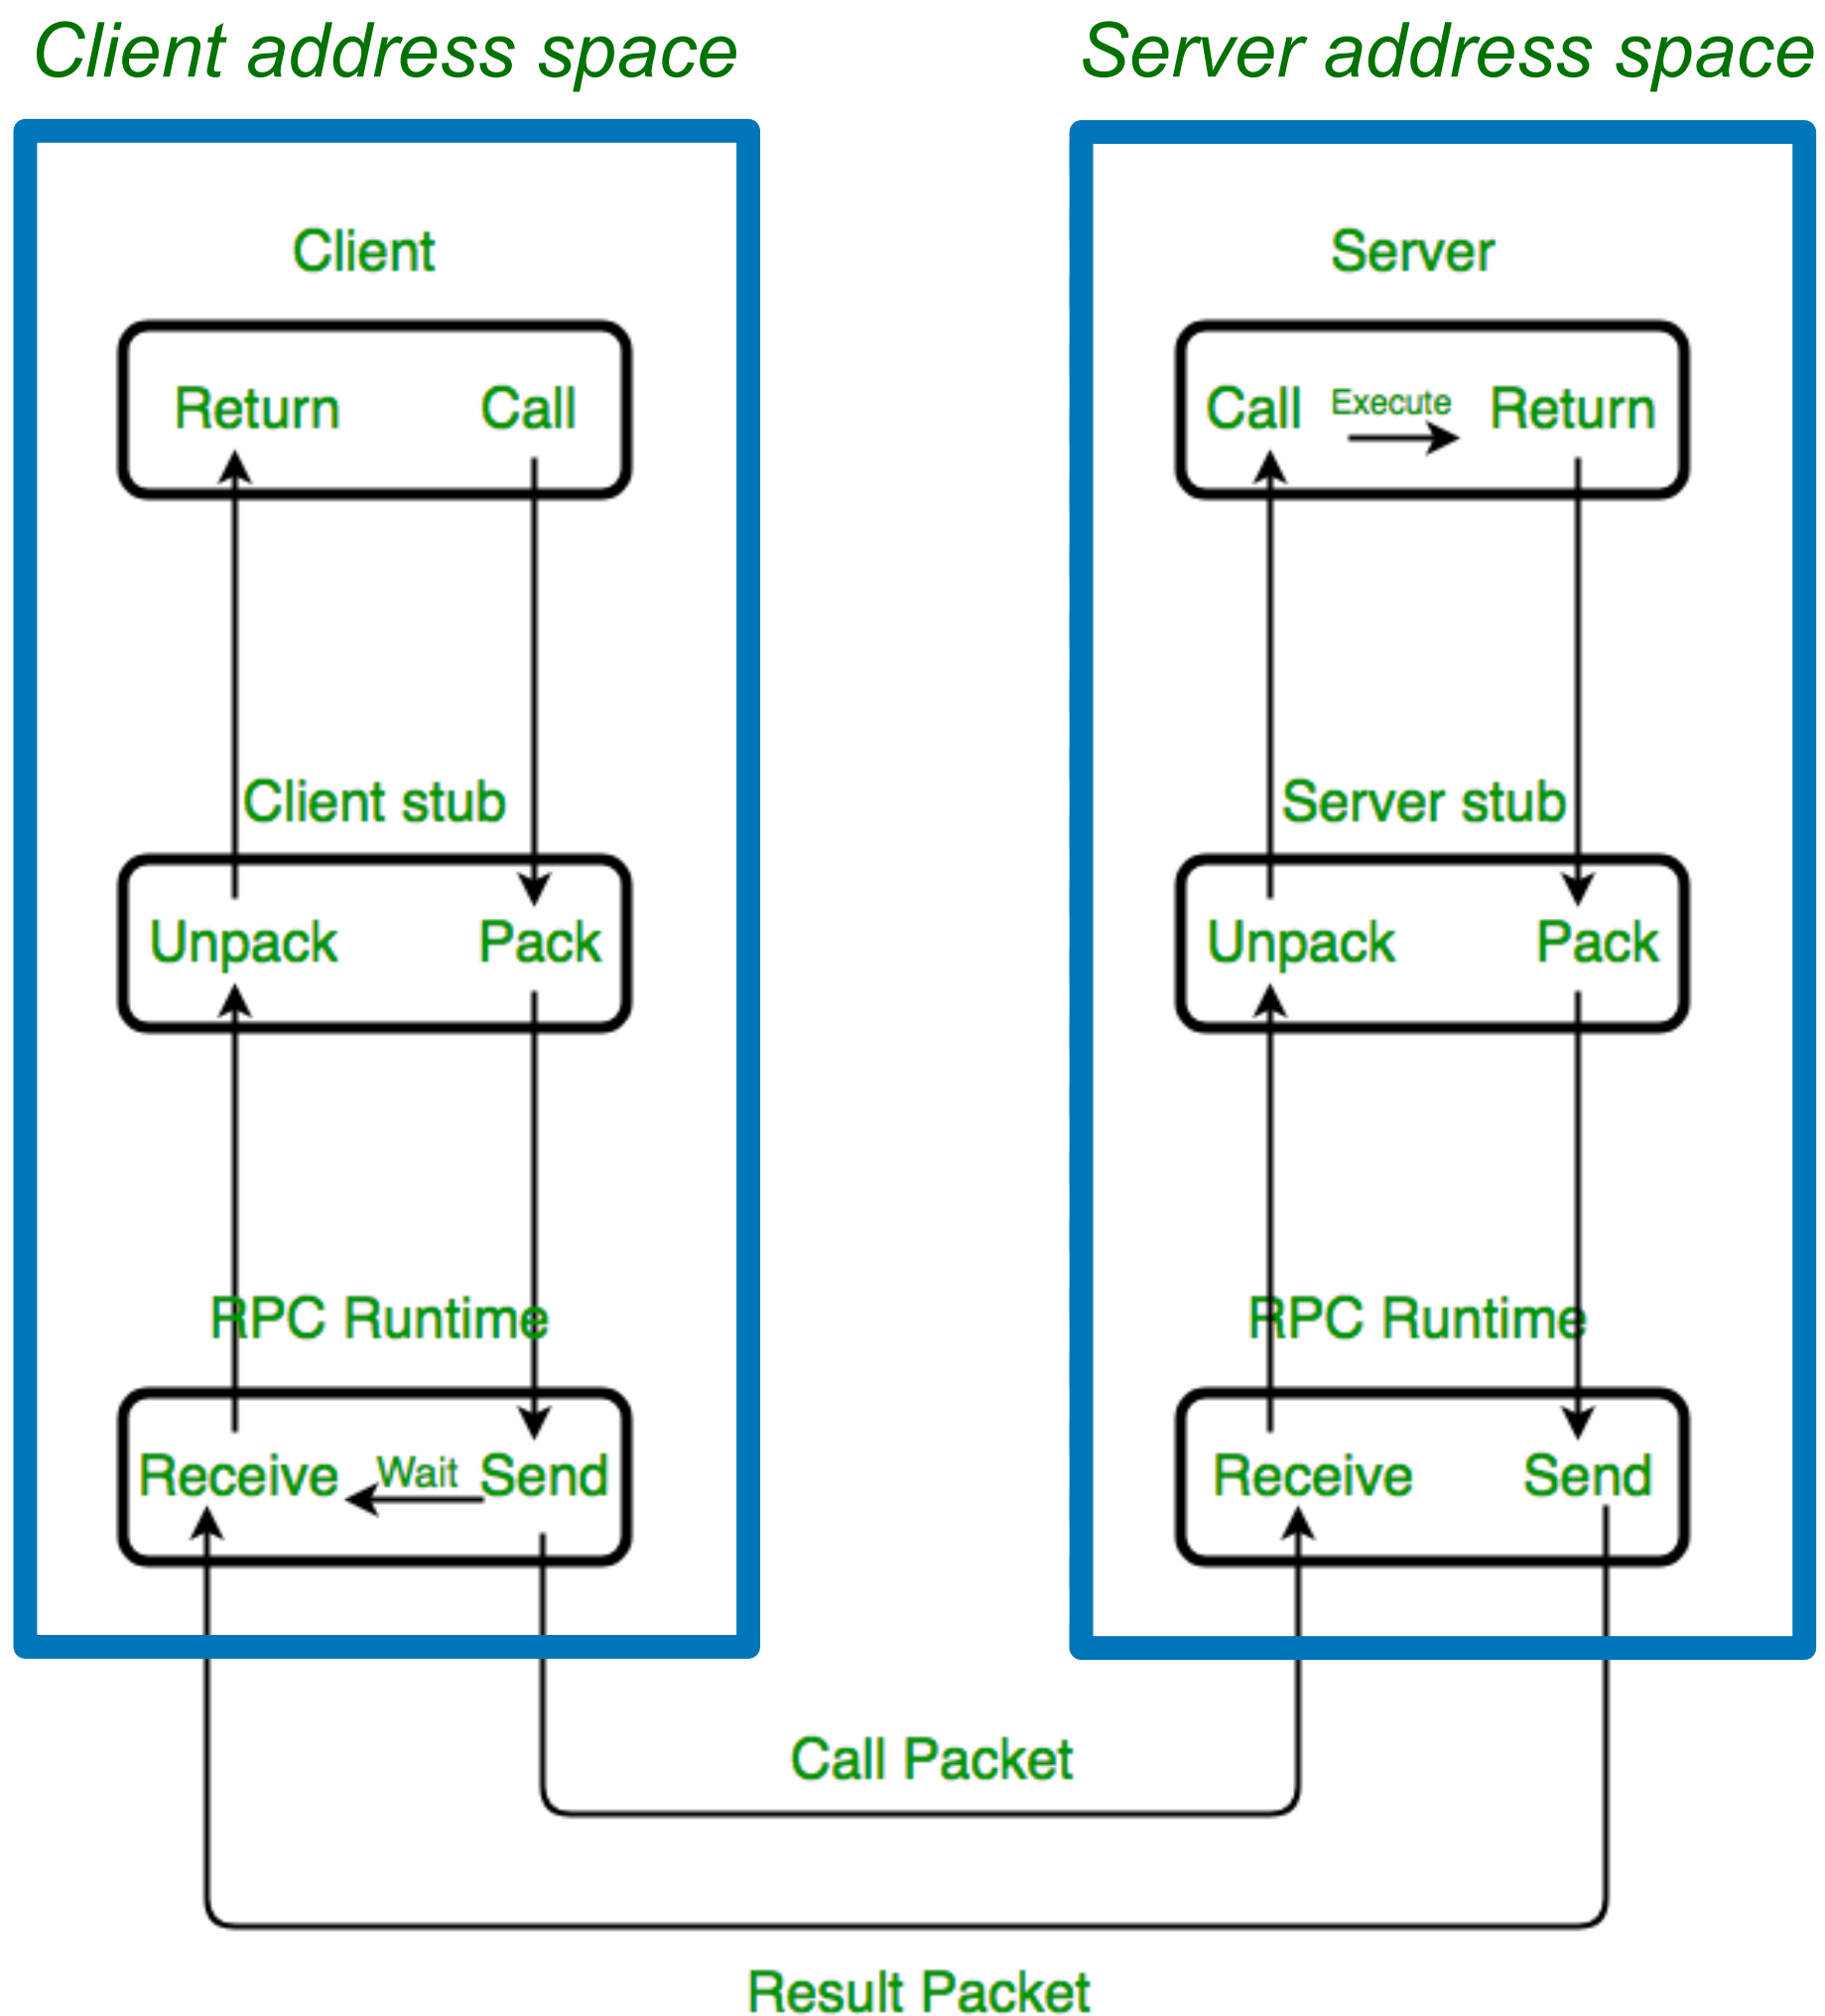 Client address space
Server address space
Client
Server
Return Call
Call Execute Return
Client stub
Server stub
Unpack Pack
Unpack Pack
RPC Runtime
RPC Runtime
Receive Wait Send
Receive Send
Call Packet
Result Packet